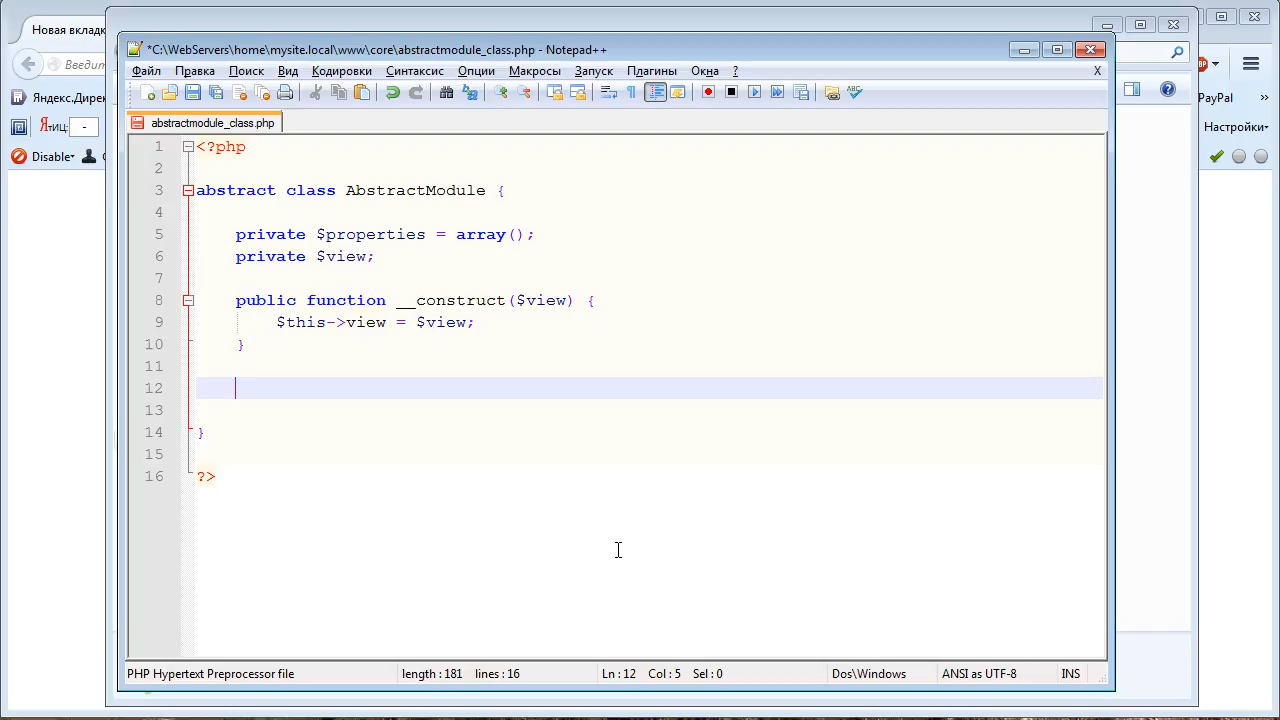 Новая вкладк
*C:\WebServers\home\mysite.local\www\core\abstractmodule_class.php - Notepad++
Введит
Файл Правка Поиск Вид Кодировки Синтаксис Опции Макросы Запуск Плагины Окна ? X
Яндекс.Дирек
PayPal »
abstractmodule_class.php
Ятиц: -
Настройки
Disable
1 <?php
2
3 abstract class AbstractModule {
4
5 private $properties = array();
6 private $view;
7
8 public function __construct($view) {
9 $this->view = $view;
10 }
11
12
13
14 }
15
16 ?>
PHP Hypertext Preprocessor file length : 181 lines : 16 Ln : 12 Col : 5 Sel : 0 Dos\Windows ANSI as UTF-8 INS